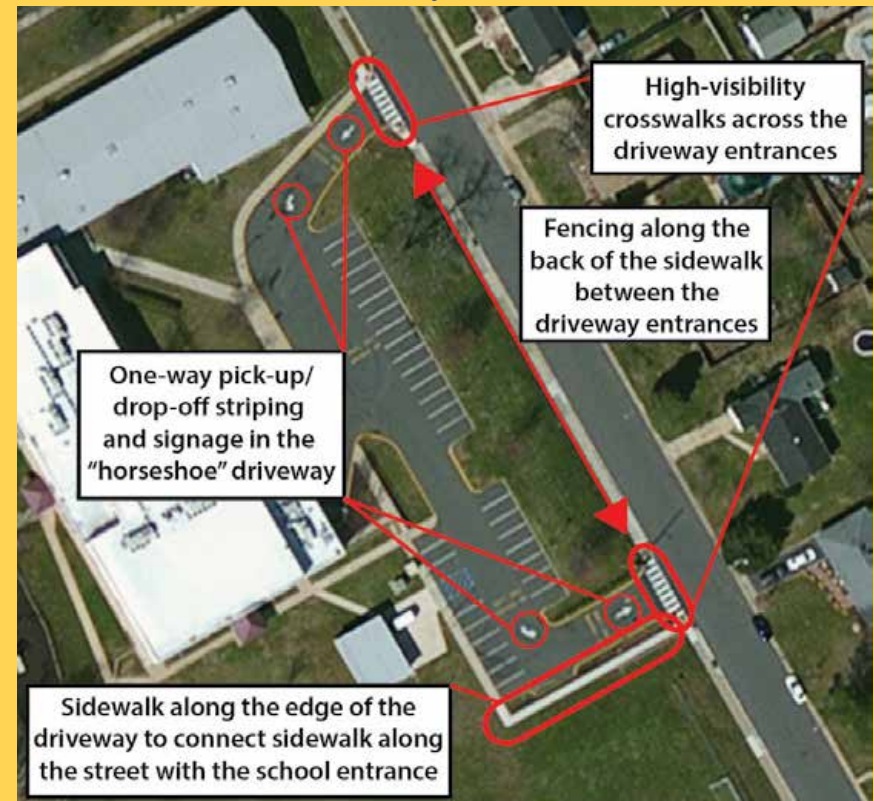 High-visibility
crosswalks across the
driveway entrances
Fencing along the
back of the sidewalk
between the
driveway entrances
One-way pick-up/
drop-off striping
and signage in the
“horseshoe” driveway
Sidewalk along the edge of the
driveway to connect sidewalk along
the street with the school entrance